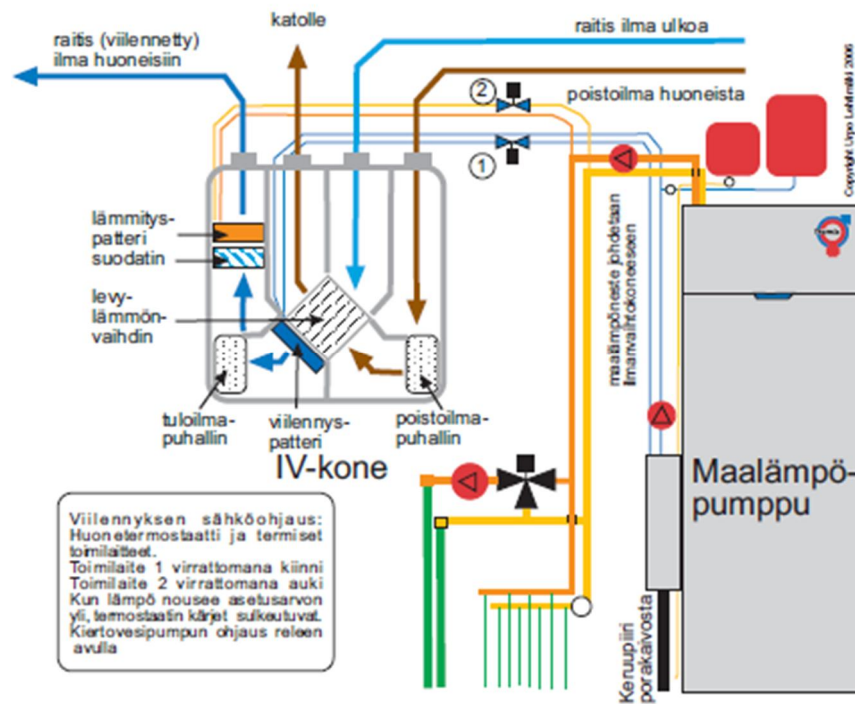 katolle
raitis (viilennetty)
ilma huoneisiin
raitis ilma ulkoa
poistoilma huoneista
2
1
lämmitys-
patteri
suodatin
levy-
lämmön-
vaihdin
tuloilma-
puhallin
viilennys-
patteri
poistoilma-
puhallin
IV-kone
maalämpöneste johdetaan
ilmanvaihtokoneeseen
Maalämpö-
pumppu
Keruupiiri
porakaivosta
Viilennyksen sähköohjaus:
Huonetermostaatti ja termiset
toimilaitteet.
Toimilaite 1 virrattomana kiinni
Toimilaite 2 virrattomana auki
Kun lämpö nousee asetusarvon
yli, termostaatin kärjet sulkeutuvat.
Kiertovesipumpun ohjaus releen
avulla
Copyright Urpo 2006